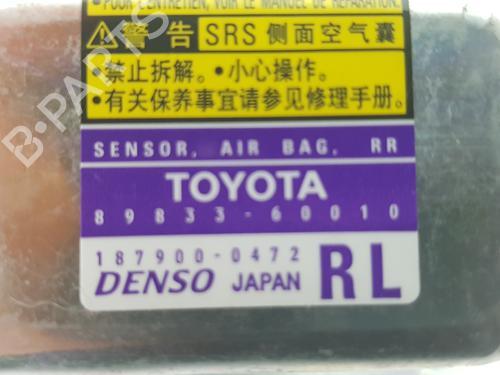 •POUR L'ENTRETIEN, VOIR LE MANUEL DE RÉPARATION.
警告 SRS 侧面空气囊
•禁止拆解。•小心操作。
•有关保养事宜请参见修理手册。
SENSOR, AIR BAG, RR
TOYOTA
89833-60010
187900-0472
DENSO JAPAN RL
B-PARTS